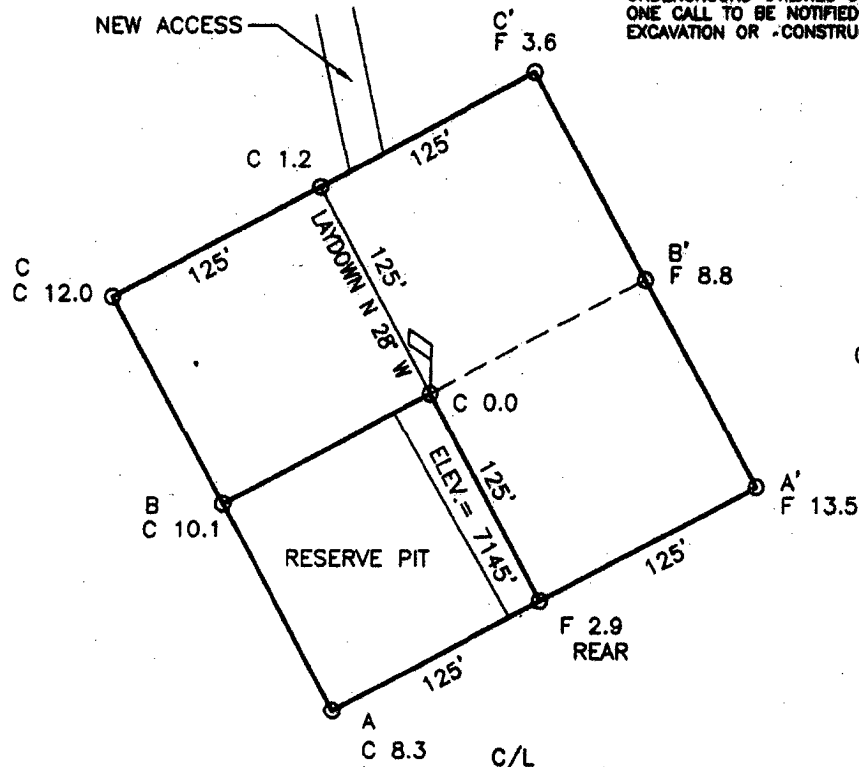 NEW ACCESS
ONE CALL TO BE NOTIFIED
EXCAVATION OR CONSTRU
C'
F 3.6
125'
C 1.2
125'
C
C 12.0
LAYDOWN N 28° W
125'
B'
F 8.8
C 0.0
B
C 10.1
ELEV.= 7145'
125'
A'
F 13.5
RESERVE PIT
125'
F 2.9
REAR
125'
A
C 8.3
C/L